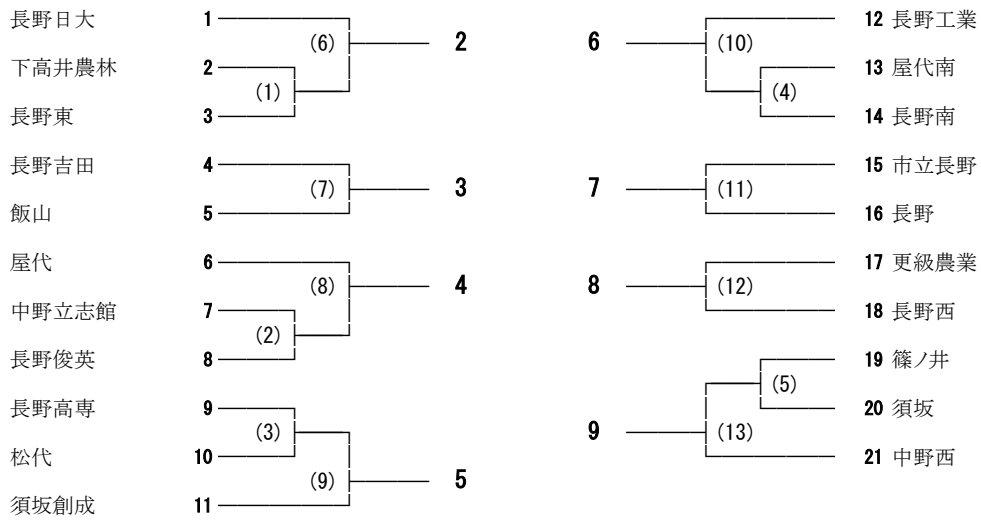 長野日大 1
(6) 2
下高井農林 2
(1)
長野東 3
長野吉田 4
(7) 3
飯山 5
屋代 6
(8) 4
中野立志館 7
(2)
長野俊英 8
長野高専 9
(3)
松代 10
(9) 5
須坂創成 11
12 長野工業
6 (10)
13 屋代南
(4)
14 長野南
15 市立長野
7 (11)
16 長野
17 更級農業
8 (12)
18 長野西
19 篠ノ井
(5)
20 須坂
9 (13)
21 中野西